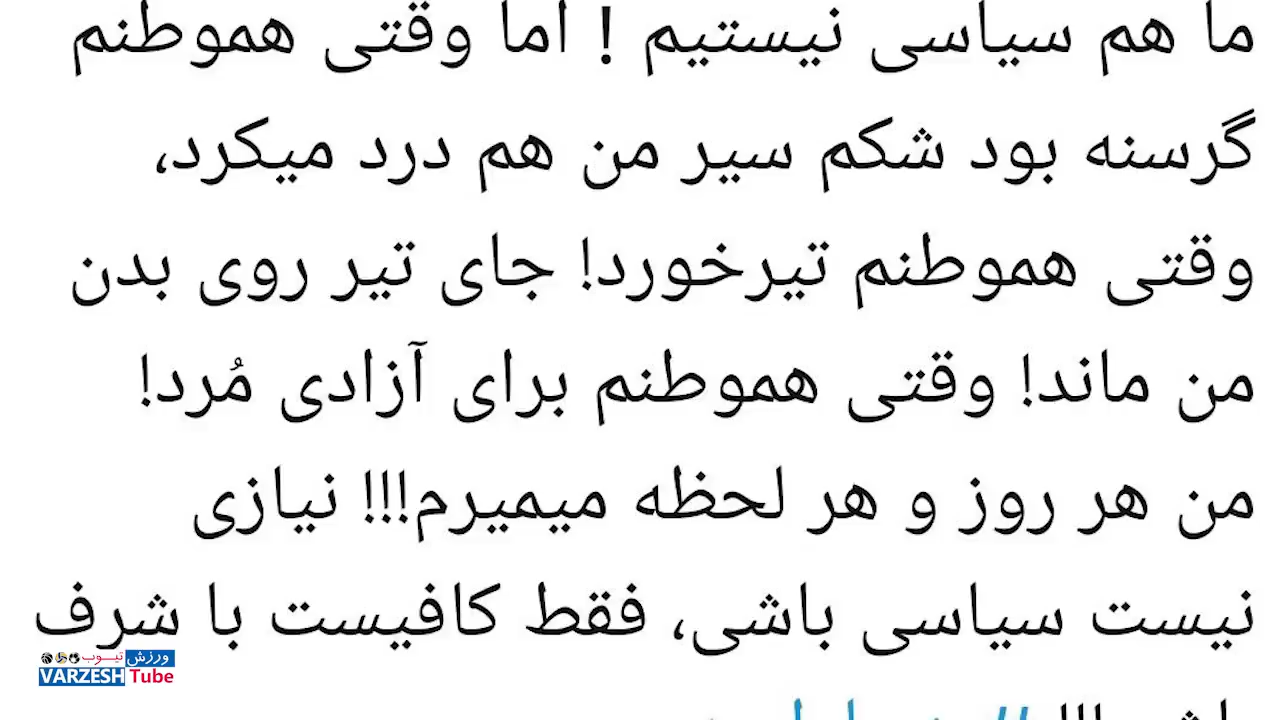 ما هم سیاسی نیستیم ! اما وقتی هموطنم
گرسنه بود شکم سیر من هم درد میکرد،
وقتی هموطنم تیرخورد! جای تیر روی بدن
من ماند! وقتی هموطنم برای آزادی مُرد!
من هر روز و هر لحظه میمیرم!!! نیازی
نیست سیاسی باشی، فقط کافیست با شرف
ورزش تیوب
VARZESH Tube